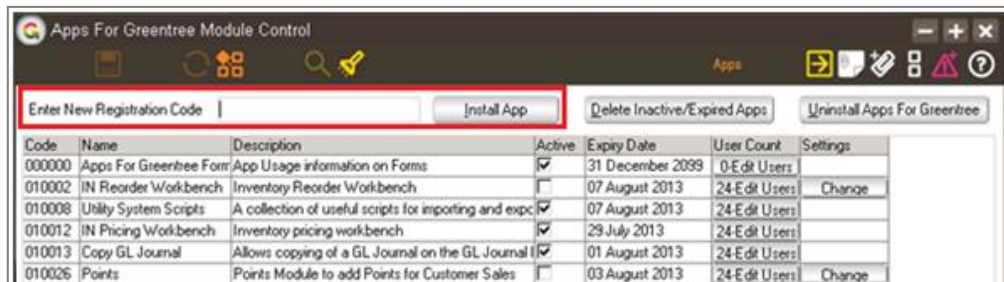 Apps For Greentree Module Control
Apps
Enter New Registration Code Install App Delete Inactive/Expired Apps Uninstall Apps For Greentree
Code Name Description Active Expiry Date User Count Settings
000000 Apps For Greentree Form App Usage information on Forms 31 December 2099 0-Edit Users
010002 IN Reorder Workbench Inventory Reorder Workbench 07 August 2013 24-Edit Users Change
010008 Utility System Scripts A collection of useful scripts for importing and expo 07 August 2013 24-Edit Users
010012 IN Pricing Workbench Inventory pricing workbench 29 July 2013 24-Edit Users
010013 Copy GL Journal Allows copying of a GL Journal on the GL Journal 01 August 2013 24-Edit Users
010026 Points Points Module to add Points for Customer Sales 03 August 2013 24-Edit Users Change